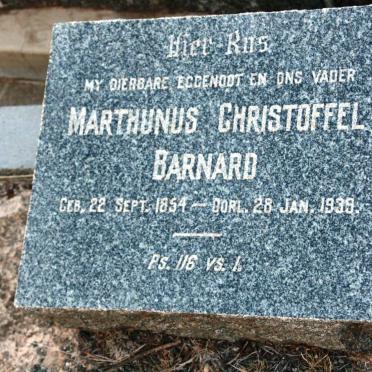 Hier Rus
MY DIERBARE EGGENOOT EN ONS VADER
MARTHUNUS CHRISTOFFEL
BARNARD
GEB. 22 SEPT. 1854 — OORL. 28 JAN. 1939.
PS. 116 VS. 1.